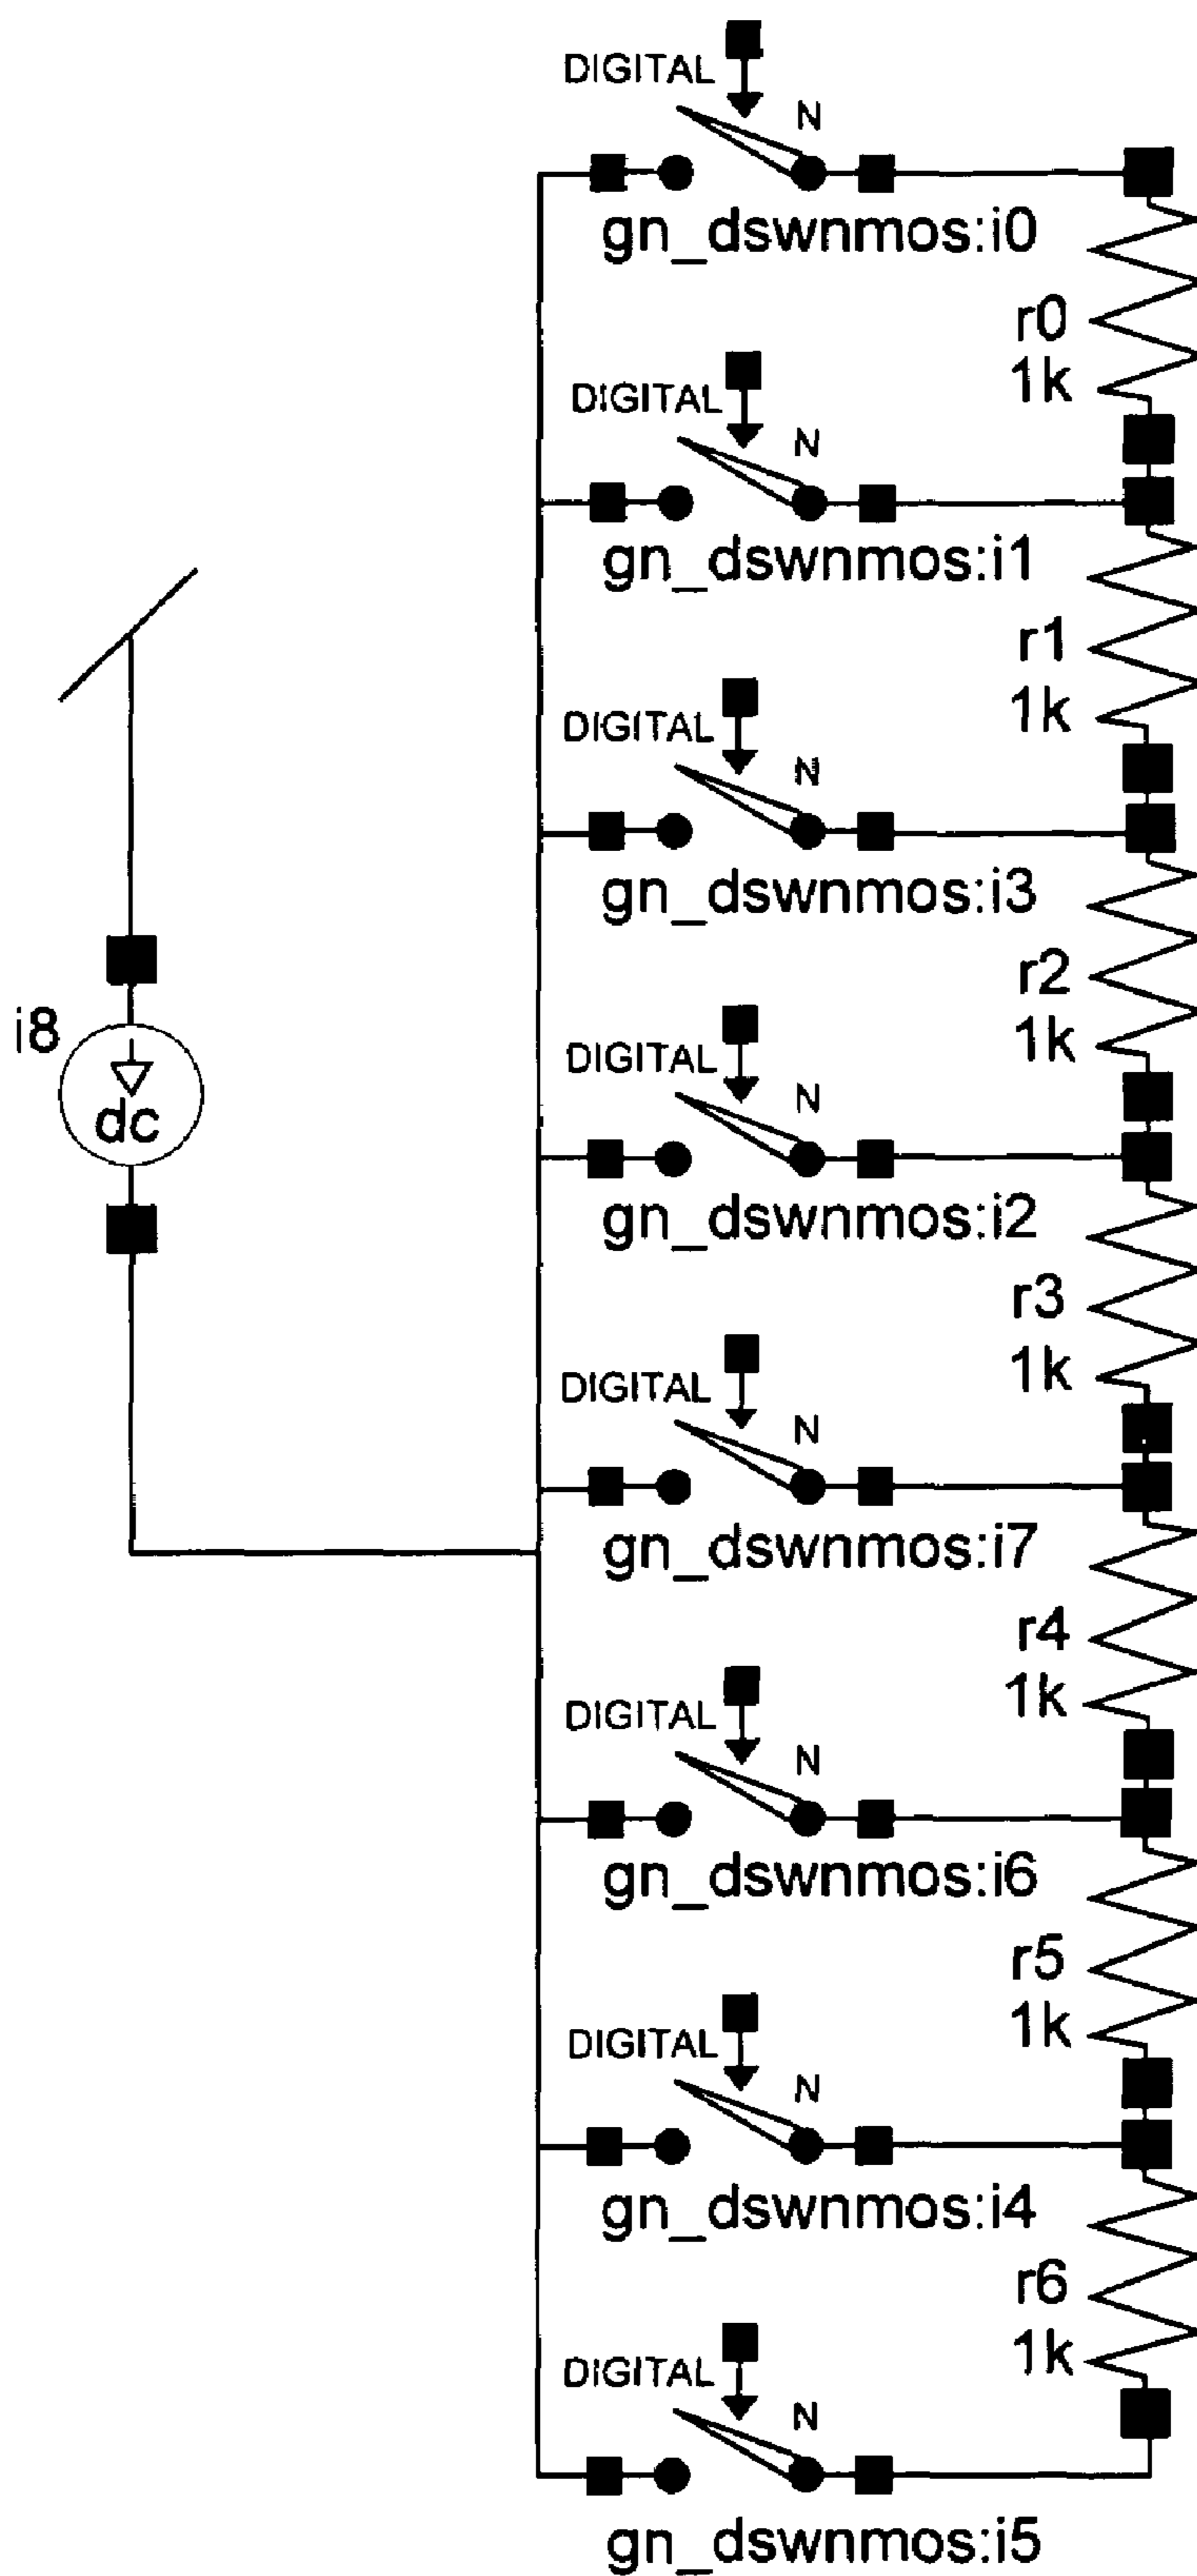 DIGITAL
N
gn_dswnmos:i0
r0
1k
DIGITAL
N
gn_dswnmos:i1
r1
1k
DIGITAL
N
gn_dswnmos:i3
r2
1k
i8
dc
DIGITAL
N
gn_dswnmos:i2
r3
1k
DIGITAL
N
gn_dswnmos:i7
r4
1k
DIGITAL
N
gn_dswnmos:i6
r5
1k
DIGITAL
N
gn_dswnmos:i4
r6
1k
DIGITAL
N
gn_dswnmos:i5